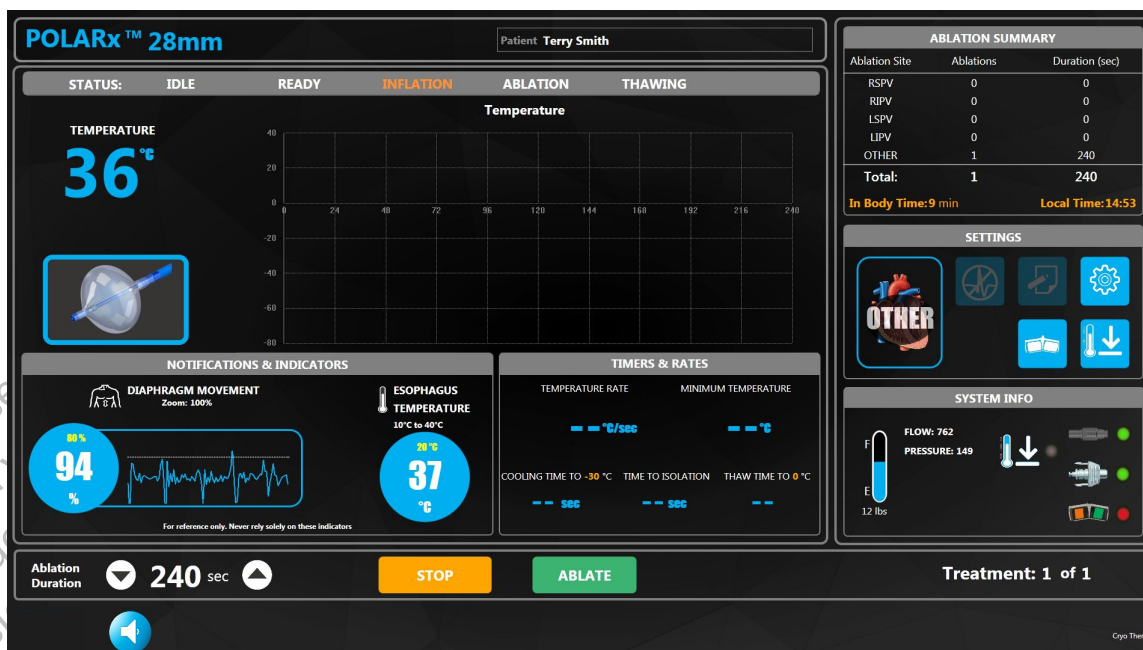 POLARx™ 28mm
Patient Terry Smith
STATUS: IDLE READY INFLATION ABLATION THAWING
TEMPERATURE
36 °C
Temperature
40
20
0
0 24 48 72 96 120 144 168 192 216 240
-20
-40
-60
-80
NOTIFICATIONS & INDICATORS
DIAPHRAGM MOVEMENT
Zoom: 100%
80 %
94
%
ESOPHAGUS
TEMPERATURE
10°C to 40°C
20 °C
37
°C
For reference only. Never rely solely on these indicators
TIMERS & RATES
TEMPERATURE RATE MINIMUM TEMPERATURE
-- °C/sec -- °C
COOLING TIME TO -30 °C TIME TO ISOLATION THAW TIME TO 0 °C
-- sec -- sec --
ABLATION SUMMARY
Ablation Site Ablations Duration (sec)
RSPV 0 0
RIPV 0 0
LSPV 0 0
LIPV 0 0
OTHER 1 240
Total: 1 240
In Body Time:9 min Local Time:14:53
SETTINGS
OTHER
SYSTEM INFO
F
E
12 lbs
FLOW: 762
PRESSURE: 149
Ablation
Duration
240 sec
STOP
ABLATE
Treatment: 1 of 1
Cryo Ther